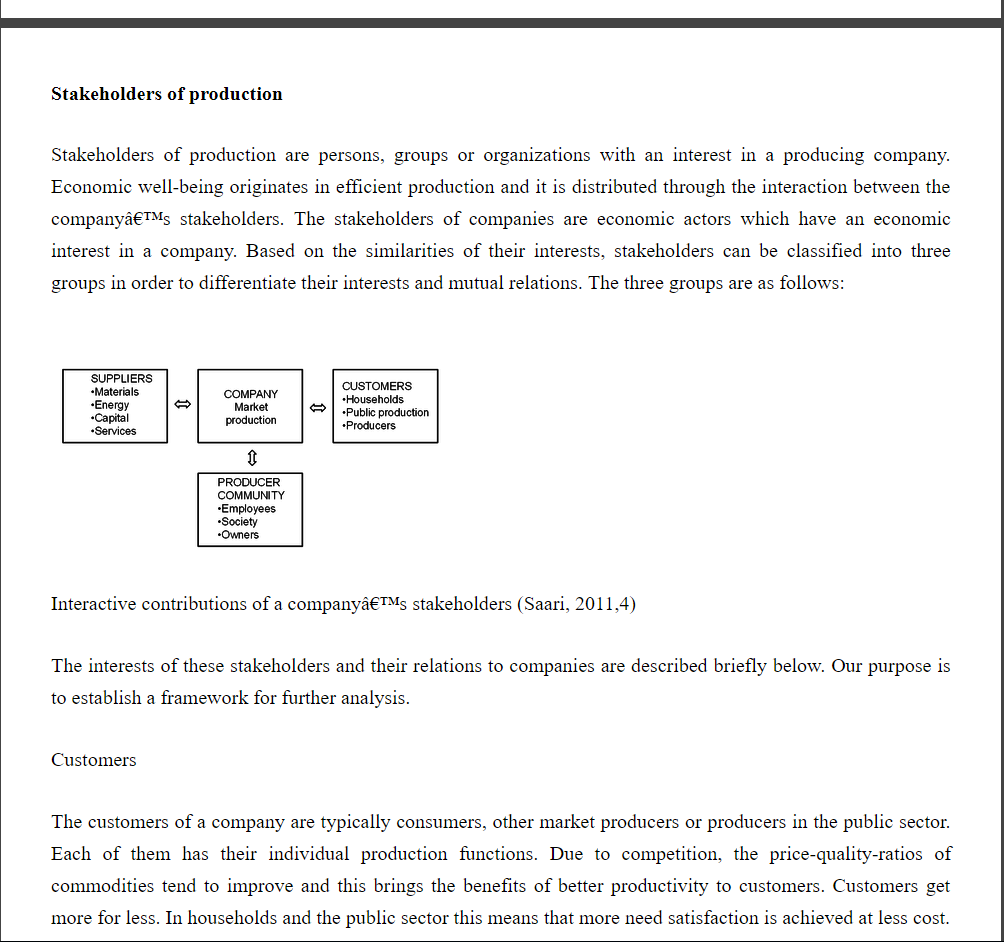 Stakeholders of production
Stakeholders of production are persons, groups or organizations with an interest in a producing company.
Economic well-being originates in efficient production and it is distributed through the interaction between the
companyâ€™s stakeholders. The stakeholders of companies are economic actors which have an economic
interest in a company. Based on the similarities of their interests, stakeholders can be classified into three
groups in order to differentiate their interests and mutual relations. The three groups are as follows:
SUPPLIERS
•Materials
•Energy
•Capital
•Services
COMPANY
Market
production
CUSTOMERS
•Households
•Public production
•Producers
PRODUCER
COMMUNITY
•Employees
•Society
•Owners
Interactive contributions of a companyâ€™s stakeholders (Saari, 2011,4)
The interests of these stakeholders and their relations to companies are described briefly below. Our purpose is
to establish a framework for further analysis.
Customers
The customers of a company are typically consumers, other market producers or producers in the public sector.
Each of them has their individual production functions. Due to competition, the price-quality-ratios of
commodities tend to improve and this brings the benefits of better productivity to customers. Customers get
more for less. In households and the public sector this means that more need satisfaction is achieved at less cost.